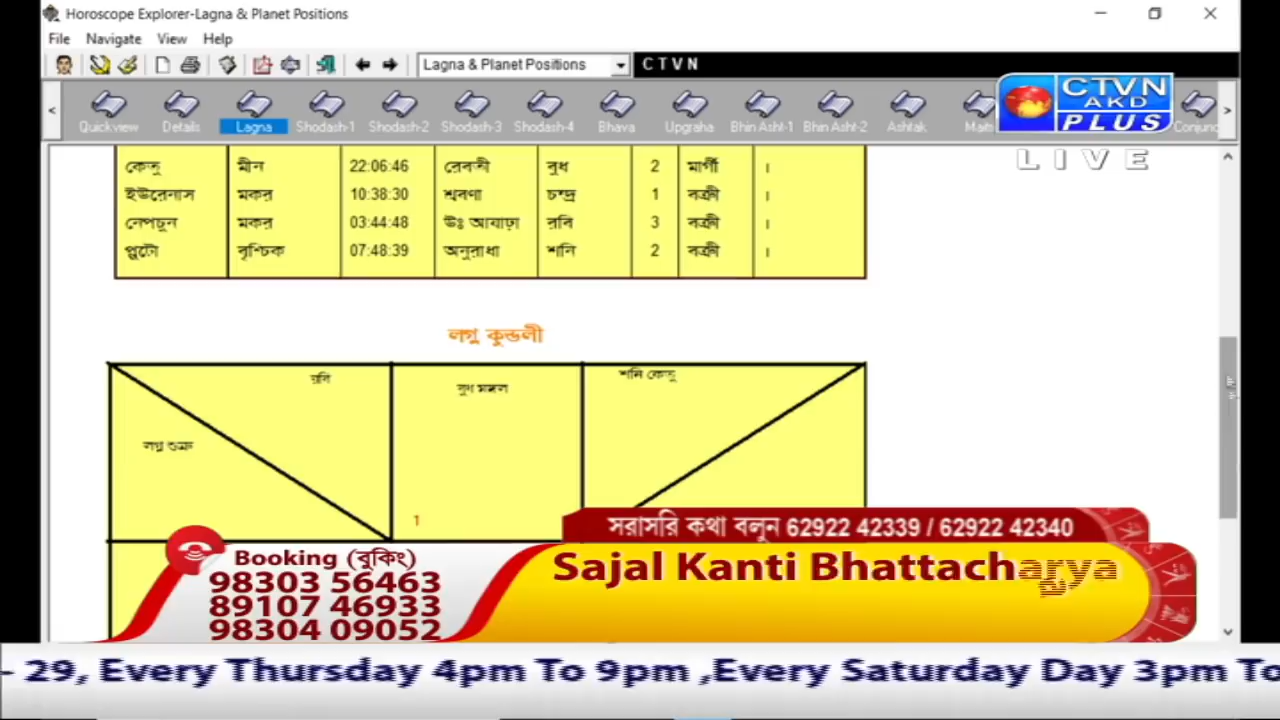 Horoscope Explorer-Lagna & Planet Positions
File Navigate View Help
Lagna & Planet Positions CTVN
Quickview Details Lagna Shodash-1 Shodash-2 Shodash-3 Shodash-4 Bhava Upgraha Bhin Asht-1 Bhin Asht-2 Ashtak
CTVN
AKD
PLUS
LIVE
কেতু মীন 22:06:46 রেবতী বুধ 2 মার্গী ।
ইউরেনাস মকর 10:38:30 শ্রবণা চন্দ্র 1 বক্রী ।
নেপচুন মকর 03:44:48 উঃ আষাঢ়া রবি 3 বক্রী ।
প্লুটো বৃশ্চিক 07:48:39 অনুরাধা শনি 2 বক্রী ।
লগ্ন কুন্ডলী
রবি
বুধ মঙ্গল
শনি কেতু
লগ্ন শুক্র
1
সরাসরি কথা বলুন 62922 42339 / 62922 42340
Booking (বুকিং)
98303 56463
89107 46933
98304 09052
Sajal Kanti Bhattacharya
- 29, Every Thursday 4pm To 9pm ,Every Saturday Day 3pm To